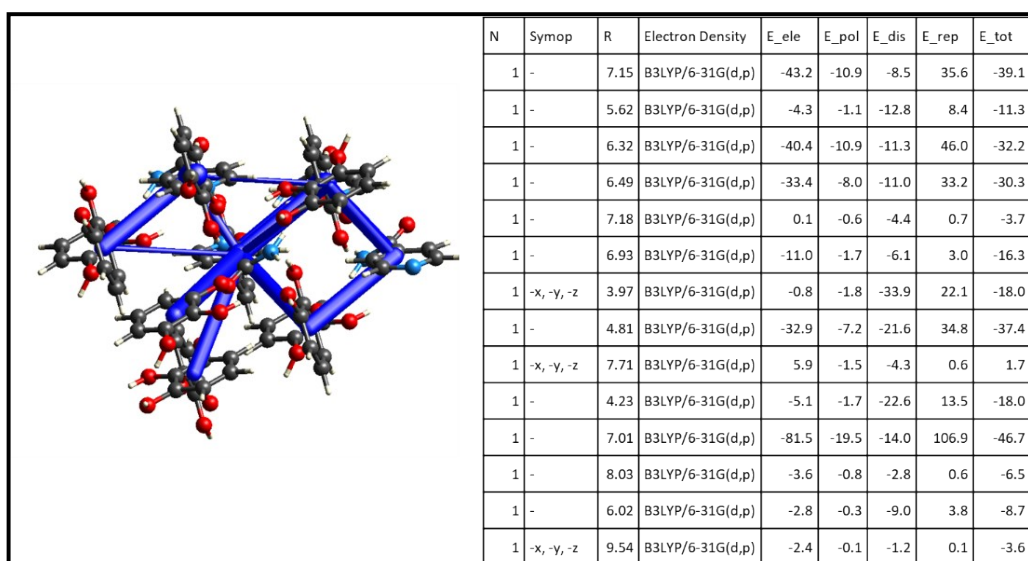 N Symop R Electron Density E_ele E_pol E_dis E_rep E_tot
1 - 7.15 B3LYP/6-31G(d,p) -43.2 -10.9 -8.5 35.6 -39.1
1 - 5.62 B3LYP/6-31G(d,p) -4.3 -1.1 -12.8 8.4 -11.3
1 - 6.32 B3LYP/6-31G(d,p) -40.4 -10.9 -11.3 46.0 -32.2
1 - 6.49 B3LYP/6-31G(d,p) -33.4 -8.0 -11.0 33.2 -30.3
1 - 7.18 B3LYP/6-31G(d,p) 0.1 -0.6 -4.4 0.7 -3.7
1 - 6.93 B3LYP/6-31G(d,p) -11.0 -1.7 -6.1 3.0 -16.3
1 -x, -y, -z 3.97 B3LYP/6-31G(d,p) -0.8 -1.8 -33.9 22.1 -18.0
1 - 4.81 B3LYP/6-31G(d,p) -32.9 -7.2 -21.6 34.8 -37.4
1 -x, -y, -z 7.71 B3LYP/6-31G(d,p) 5.9 -1.5 -4.3 0.6 1.7
1 - 4.23 B3LYP/6-31G(d,p) -5.1 -1.7 -22.6 13.5 -18.0
1 - 7.01 B3LYP/6-31G(d,p) -81.5 -19.5 -14.0 106.9 -46.7
1 - 8.03 B3LYP/6-31G(d,p) -3.6 -0.8 -2.8 0.6 -6.5
1 - 6.02 B3LYP/6-31G(d,p) -2.8 -0.3 -9.0 3.8 -8.7
1 -x, -y, -z 9.54 B3LYP/6-31G(d,p) -2.4 -0.1 -1.2 0.1 -3.6